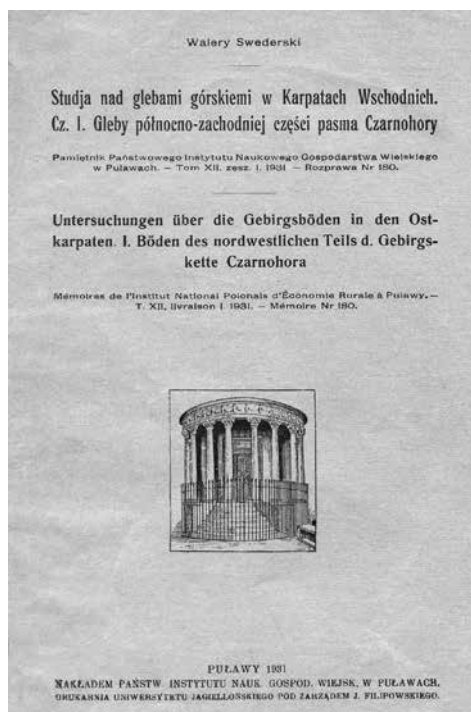 Walery Swederski
Studja nad glebami górskiemi w Karpatach Wschodnich.
Cz. I. Gleby północno-zachodniej części pasma Czarnohory
Pamiętnik Państwowego Instytutu Naukowego Gospodarstwa Wiejskiego
w Puławach. — Tom XII, zesz. I. 1931 — Rozprawa Nr 180.
Untersuchungen über die Gebirgsböden in den Ost-
karpaten. I. Böden des nordwestlichen Teils d. Gebirgs-
kette Czarnohora
Mémoires de l'Institut National Polonais d'Économie Rurale à Puławy.—
T. XII, livraison I. 1931. — Mémoire Nr 180.
PUŁAWY 1931
NAKŁADEM PAŃSTW. INSTYTUTU NAUK. GOSPOD. WIEJSK. W PUŁAWACH.
DRUKARNIA UNIWERSYTETU JAGIELLOŃSKIEGO POD ZARZĄDEM J. FILIPOWSKIEGO.